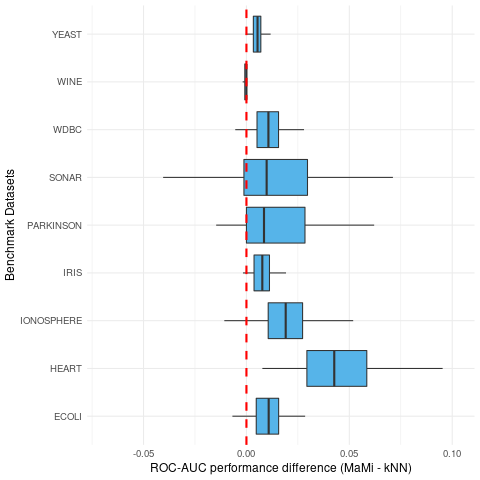 YEAST
WINE
WDBC
SONAR
PARKINSON
IRIS
IONOSPHERE
HEART
ECOLI
Benchmark Datasets
-0.05 0.00 0.05 0.10
ROC-AUC performance difference (MaMi - kNN)